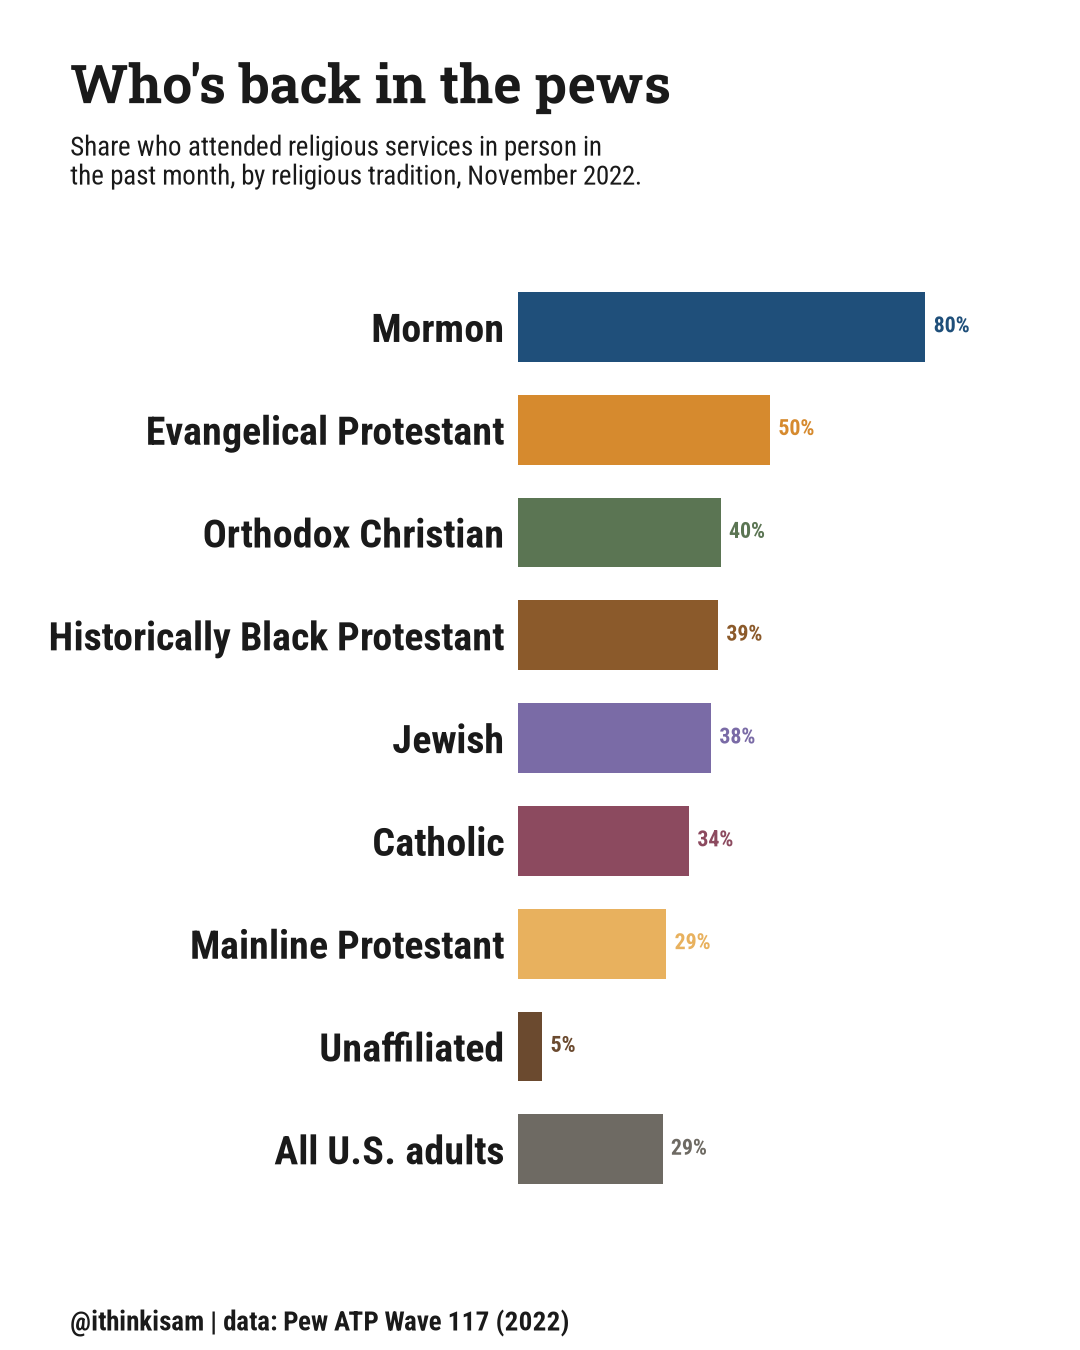 Who's back in the pews
Share who attended religious services in person in
the past month, by religious tradition, November 2022.
Mormon 80%
Evangelical Protestant 50%
Orthodox Christian 40%
Historically Black Protestant 39%
Jewish 38%
Catholic 34%
Mainline Protestant 29%
Unaffiliated 5%
All U.S. adults 29%
@ithinkisam | data: Pew ATP Wave 117 (2022)